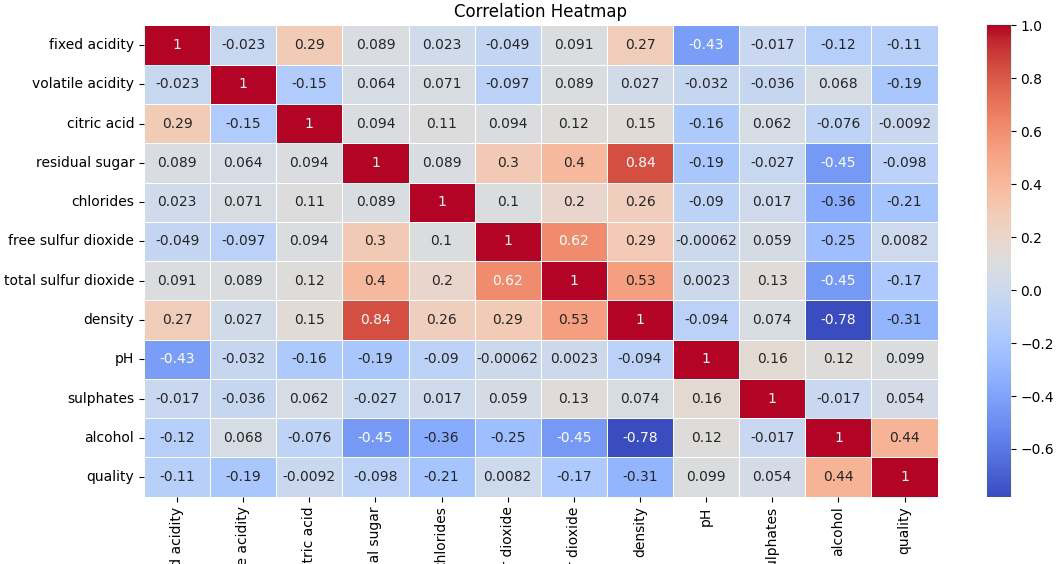 Correlation Heatmap
fixed acidity 1 -0.023 0.29 0.089 0.023 -0.049 0.091 0.27 -0.43 -0.017 -0.12 -0.11
volatile acidity -0.023 1 -0.15 0.064 0.071 -0.097 0.089 0.027 -0.032 -0.036 0.068 -0.19
citric acid 0.29 -0.15 1 0.094 0.11 0.094 0.12 0.15 -0.16 0.062 -0.076 -0.0092
residual sugar 0.089 0.064 0.094 1 0.089 0.3 0.4 0.84 -0.19 -0.027 -0.45 -0.098
chlorides 0.023 0.071 0.11 0.089 1 0.1 0.2 0.26 -0.09 0.017 -0.36 -0.21
free sulfur dioxide -0.049 -0.097 0.094 0.3 0.1 1 0.62 0.29 -0.00062 0.059 -0.25 0.0082
total sulfur dioxide 0.091 0.089 0.12 0.4 0.2 0.62 1 0.53 0.0023 0.13 -0.45 -0.17
density 0.27 0.027 0.15 0.84 0.26 0.29 0.53 1 -0.094 0.074 -0.78 -0.31
pH -0.43 -0.032 -0.16 -0.19 -0.09 -0.00062 0.0023 -0.094 1 0.16 0.12 0.099
sulphates -0.017 -0.036 0.062 -0.027 0.017 0.059 0.13 0.074 0.16 1 -0.017 0.054
alcohol -0.12 0.068 -0.076 -0.45 -0.36 -0.25 -0.45 -0.78 0.12 -0.017 1 0.44
quality -0.11 -0.19 -0.0092 -0.098 -0.21 0.0082 -0.17 -0.31 0.099 0.054 0.44 1
acidity
acidity
acid
sugar
dioxide
dioxide
density
pH
alcohol
quality
1.0
0.8
0.6
0.4
0.2
0.0
−0.2
−0.4
−0.6